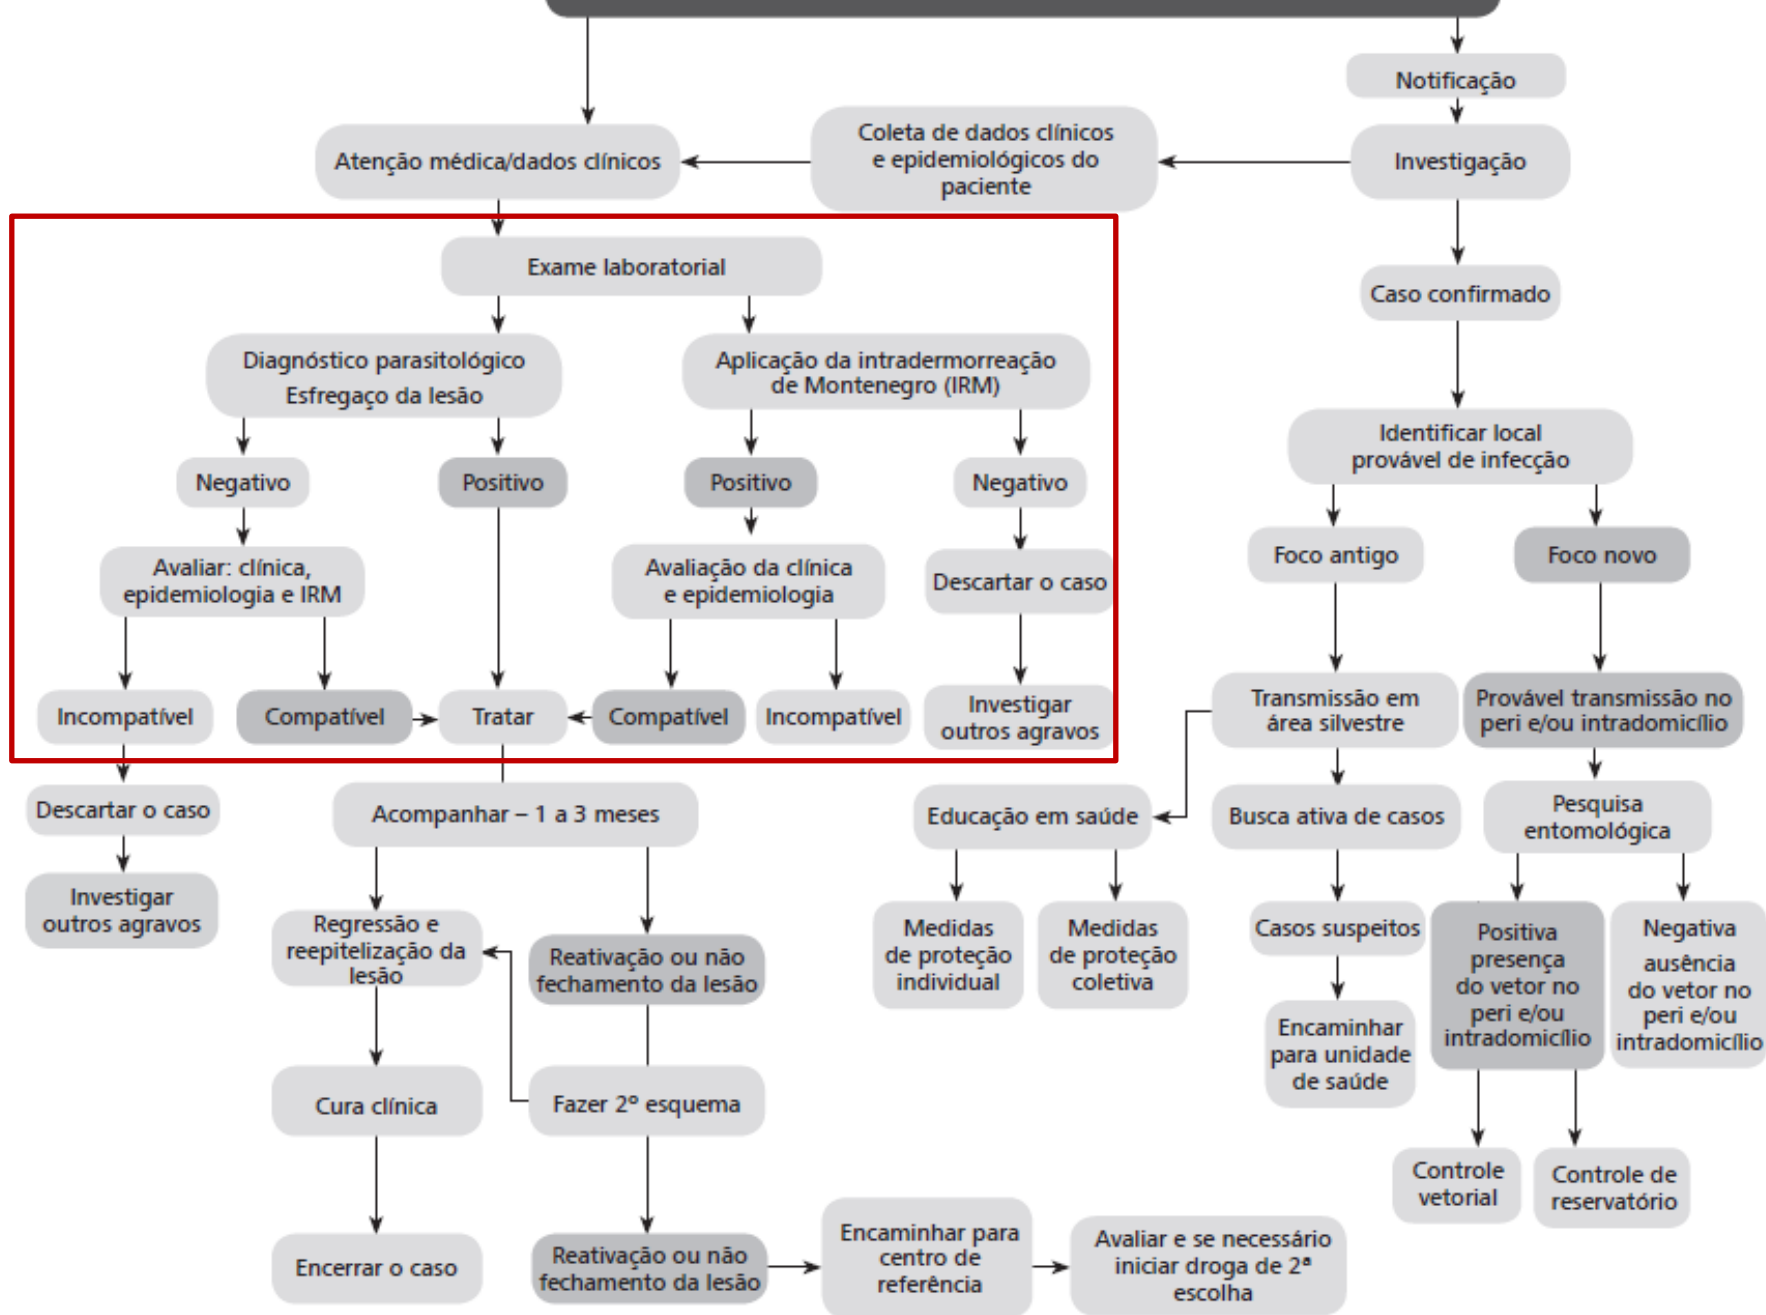 Notificação
Coleta de dados clínicos
e epidemiológicos do
paciente
Atenção médica/dados clínicos
Investigação
Exame laboratorial
Caso confirmado
Diagnóstico parasitológico
Esfregaço da lesão
Aplicação da intradermorreação
de Montenegro (IRM)
Identificar local
provável de infecção
Negativo
Positivo
Positivo
Negativo
Foco antigo
Foco novo
Avaliar: clínica,
epidemiologia e IRM
Avaliação da clínica
e epidemiologia
Descartar o caso
Incompatível
Compatível
Tratar
Compatível
Incompatível
Investigar
outros agravos
Transmissão em
área silvestre
Provável transmissão no
peri e/ou intradomicílio
Descartar o caso
Acompanhar – 1 a 3 meses
Educação em saúde
Busca ativa de casos
Pesquisa
entomológica
Investigar
outros agravos
Regressão e
reepitelização da
lesão
Reativação ou não
fechamento da lesão
Medidas
de proteção
individual
Medidas
de proteção
coletiva
Casos suspeitos
Positiva
presença
do vetor no
peri e/ou
intradomicílio
Negativa
ausência
do vetor no
peri e/ou
intradomicílio
Encaminhar
para unidade
de saúde
Cura clínica
Fazer 2º esquema
Controle
vetorial
Controle de
reservatório
Encerrar o caso
Reativação ou não
fechamento da lesão
Encaminhar para
centro de
referência
Avaliar e se necessário
iniciar droga de 2ª
escolha